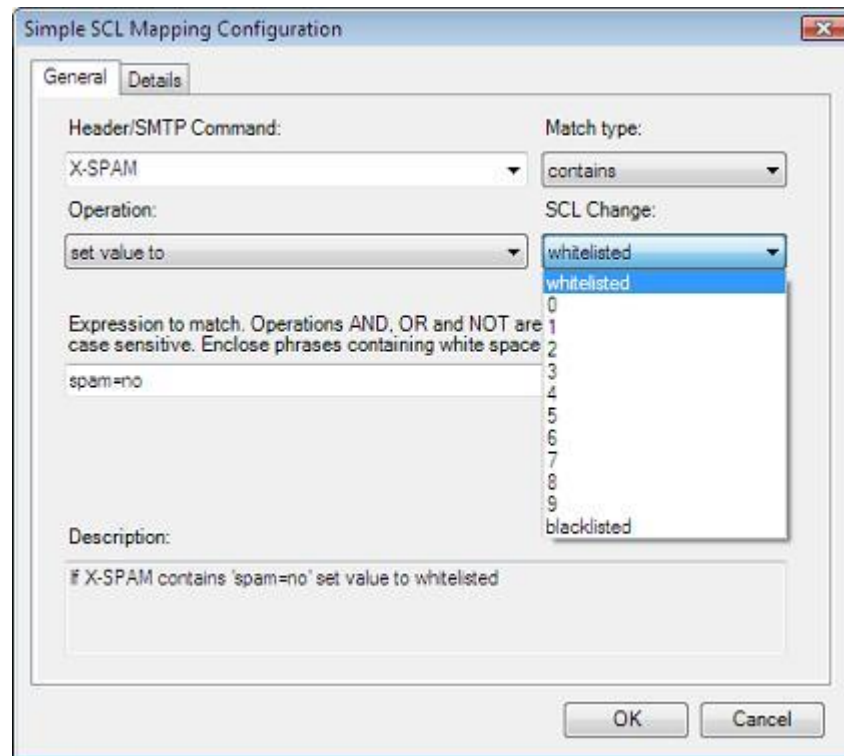 Simple SCL Mapping Configuration
General Details
Header/SMTP Command: Match type:
X-SPAM contains
Operation: SCL Change:
set value to whitelisted
whitelisted
0
Expression to match. Operations AND, OR and NOT are
1
case sensitive. Enclose phrases containing white space
2
3
spam=no
4
5
6
7
8
9
blacklisted
Description:
If X-SPAM contains 'spam=no' set value to whitelisted
OK Cancel